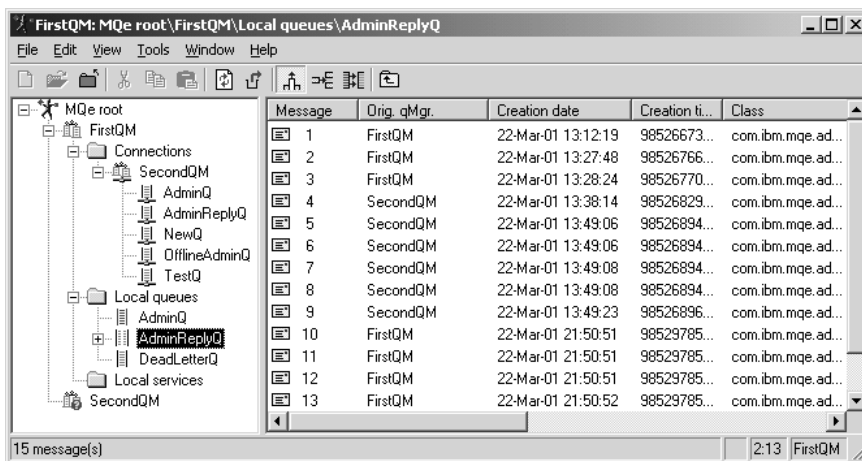 FirstQM: MQe root\FirstQM\Local queues\AdminReplyQ
File Edit View Tools Window Help
MQe root
FirstQM
Connections
SecondQM
AdminQ
AdminReplyQ
NewQ
OfflineAdminQ
TestQ
Local queues
AdminQ
AdminReplyQ
DeadLetterQ
Local services
SecondQM
Message Orig. qMgr. Creation date Creation ti... Class
1 FirstQM 22-Mar-01 13:12:19 98526673... com.ibm.mqe.ad...
2 FirstQM 22-Mar-01 13:27:48 98526766... com.ibm.mqe.ad...
3 FirstQM 22-Mar-01 13:28:24 98526770... com.ibm.mqe.ad...
4 SecondQM 22-Mar-01 13:38:14 98526829... com.ibm.mqe.ad...
5 SecondQM 22-Mar-01 13:49:06 98526894... com.ibm.mqe.ad...
6 SecondQM 22-Mar-01 13:49:06 98526894... com.ibm.mqe.ad...
7 SecondQM 22-Mar-01 13:49:08 98526894... com.ibm.mqe.ad...
8 SecondQM 22-Mar-01 13:49:08 98526894... com.ibm.mqe.ad...
9 SecondQM 22-Mar-01 13:49:23 98526896... com.ibm.mqe.ad...
10 FirstQM 22-Mar-01 21:50:51 98529785... com.ibm.mqe.ad...
11 FirstQM 22-Mar-01 21:50:51 98529785... com.ibm.mqe.ad...
12 FirstQM 22-Mar-01 21:50:51 98529785... com.ibm.mqe.ad...
13 FirstQM 22-Mar-01 21:50:52 98529785... com.ibm.mqe.ad...
15 message(s) 2:13 FirstQM